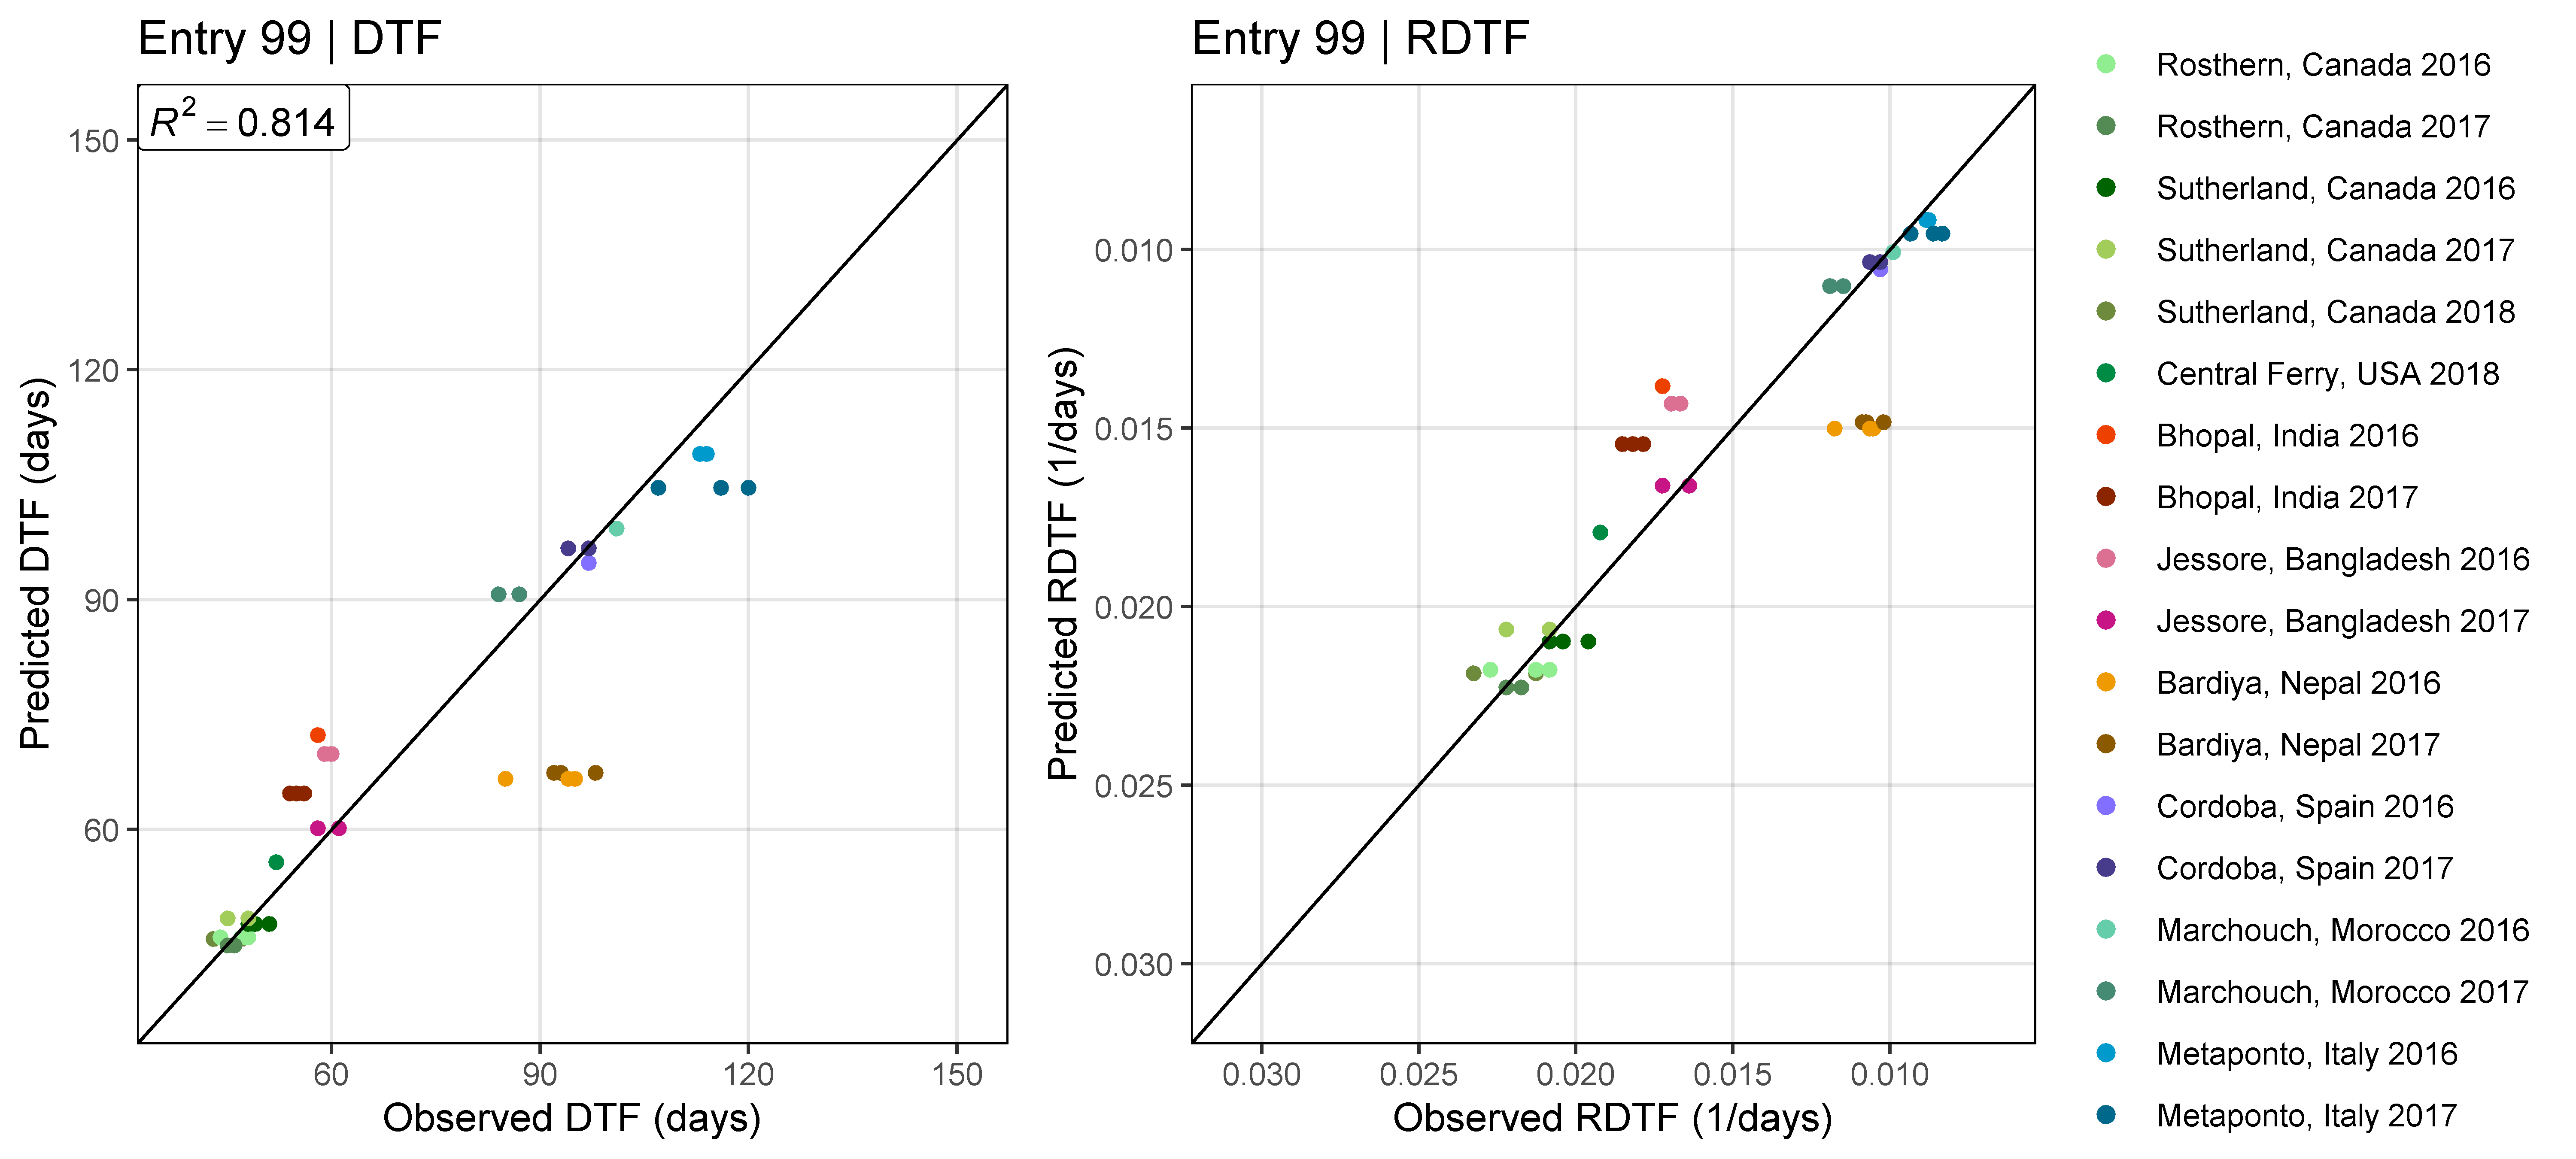 Entry 99 | DTF
R² = 0.814
150
120
90
60
Predicted DTF (days)
60 90 120 150
Observed DTF (days)
Entry 99 | RDTF
0.010
0.015
0.020
0.025
0.030
Predicted RDTF (1/days)
0.030 0.025 0.020 0.015 0.010
Observed RDTF (1/days)
Rosthern, Canada 2016
Rosthern, Canada 2017
Sutherland, Canada 2016
Sutherland, Canada 2017
Sutherland, Canada 2018
Central Ferry, USA 2018
Bhopal, India 2016
Bhopal, India 2017
Jessore, Bangladesh 2016
Jessore, Bangladesh 2017
Bardiya, Nepal 2016
Bardiya, Nepal 2017
Cordoba, Spain 2016
Cordoba, Spain 2017
Marchouch, Morocco 2016
Marchouch, Morocco 2017
Metaponto, Italy 2016
Metaponto, Italy 2017